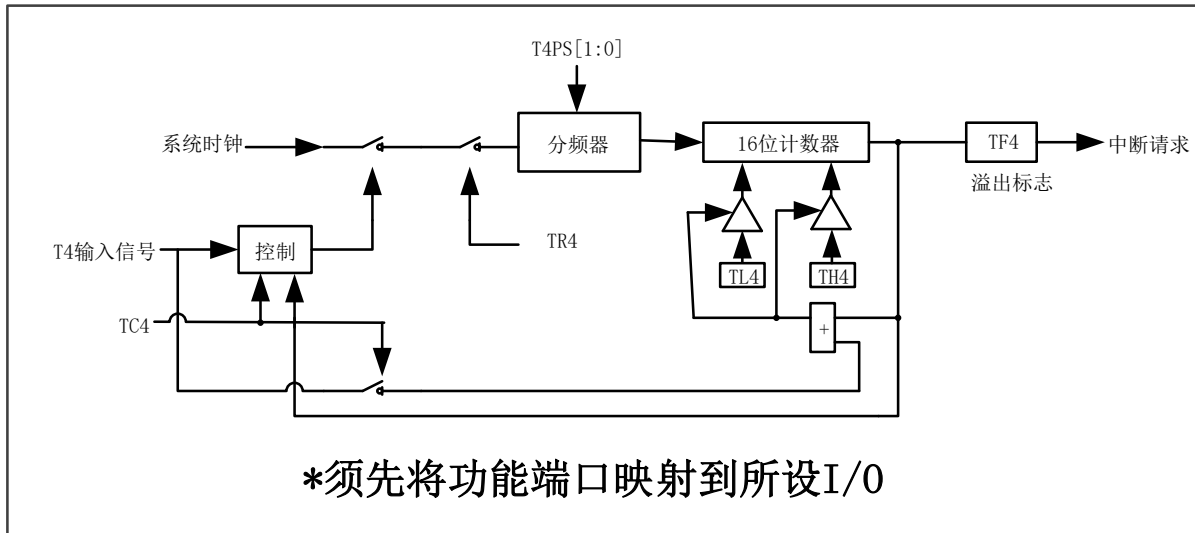 T4PS[1:0]
系统时钟
分频器
16位计数器
TF4
中断请求
溢出标志
T4输入信号
控制
TR4
TL4
TH4
TC4
+
*须先将功能端口映射到所设I/O